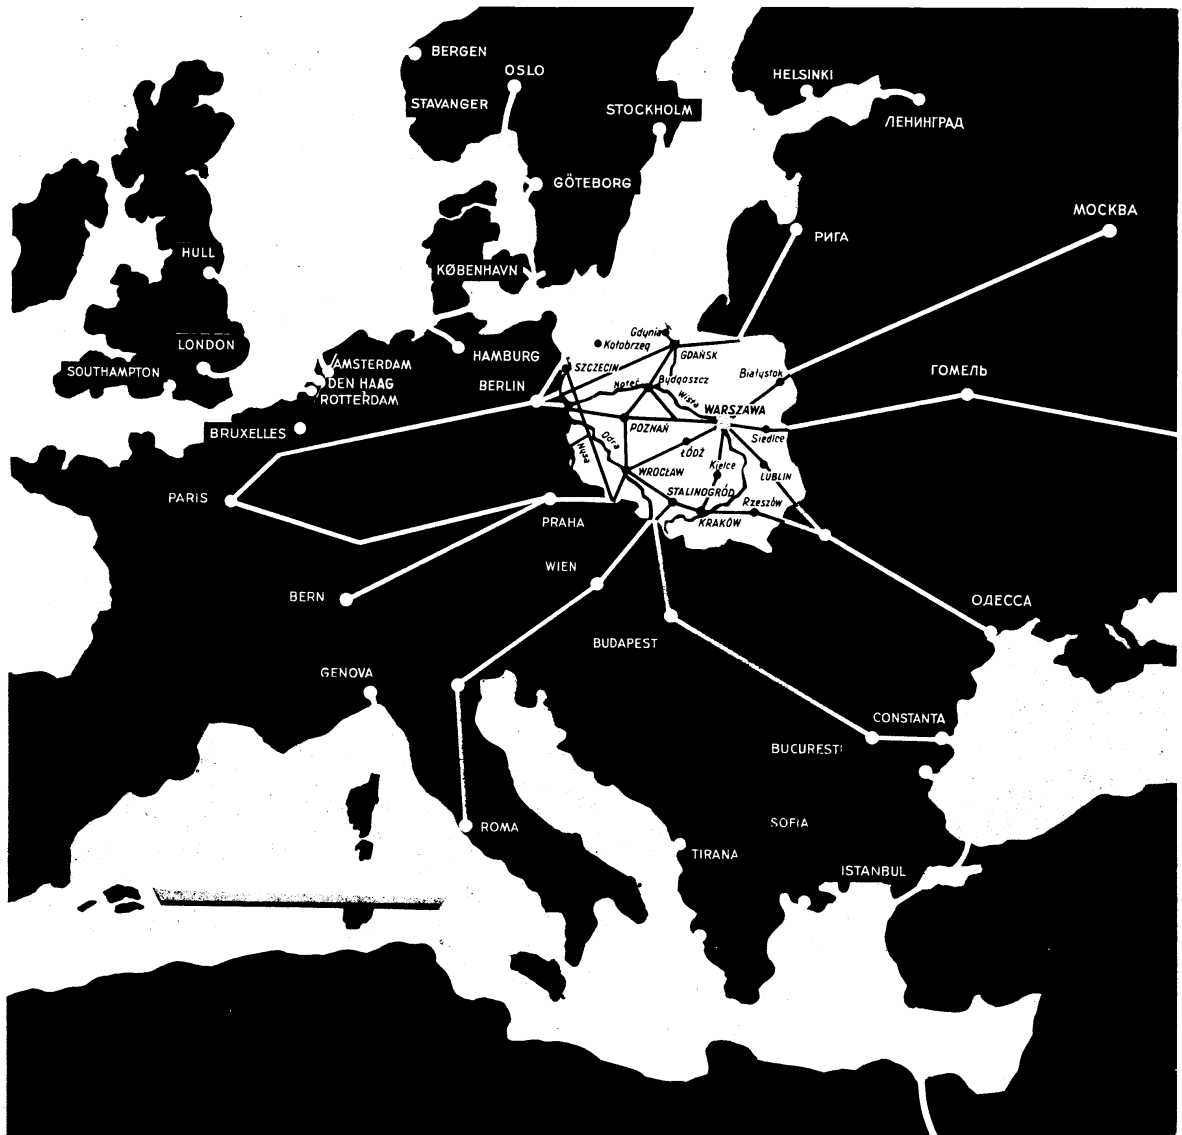 BERGEN
OSLO
HELSINKI
STAVANGER
STOCKHOLM
ЛЕНИНГРАД
GÖTEBORG
МОСКВА
РИГА
HULL
KØBENHAVN
Gdynia
Kołobrzeg
LONDON
HAMBURG
GDAŃSK
AMSTERDAM
SZCZECIN
SOUTHAMPTON
Białystok
ГОМЕЛЬ
DEN HAAG
BERLIN
Noteć
Bydgoszcz
ROTTERDAM
Wisła
WARSZAWA
BRUXELLES
POZNAŃ
Siedlce
Odra
Nysa
ŁÓDŹ
WROCŁAW
Kielce
LUBLIN
STALINOGRÓD
PARIS
Rzeszów
PRAHA
KRAKÓW
WIEN
BERN
ОДЕССА
BUDAPEST
GENOVA
CONSTANTA
BUCURESTI
ROMA
SOFIA
TIRANA
ISTANBUL